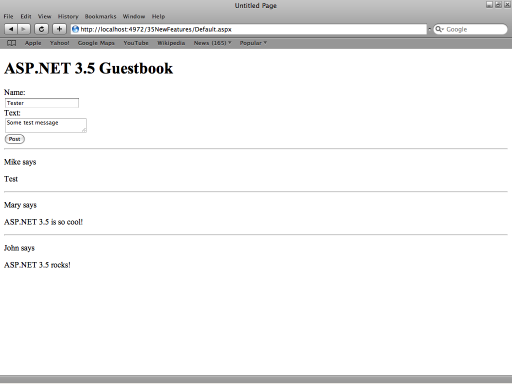 Untitled Page
File Edit View History Bookmarks Window Help
http://localhost:4972/35NewFeatures/Default.aspx
Google
Apple Yahoo! Google Maps YouTube Wikipedia News (165) Popular
ASP.NET 3.5 Guestbook
Name:
Tester
Text:
Some test message
Post
Mike says
Test
Mary says
ASP.NET 3.5 is so cool!
John says
ASP.NET 3.5 rocks!